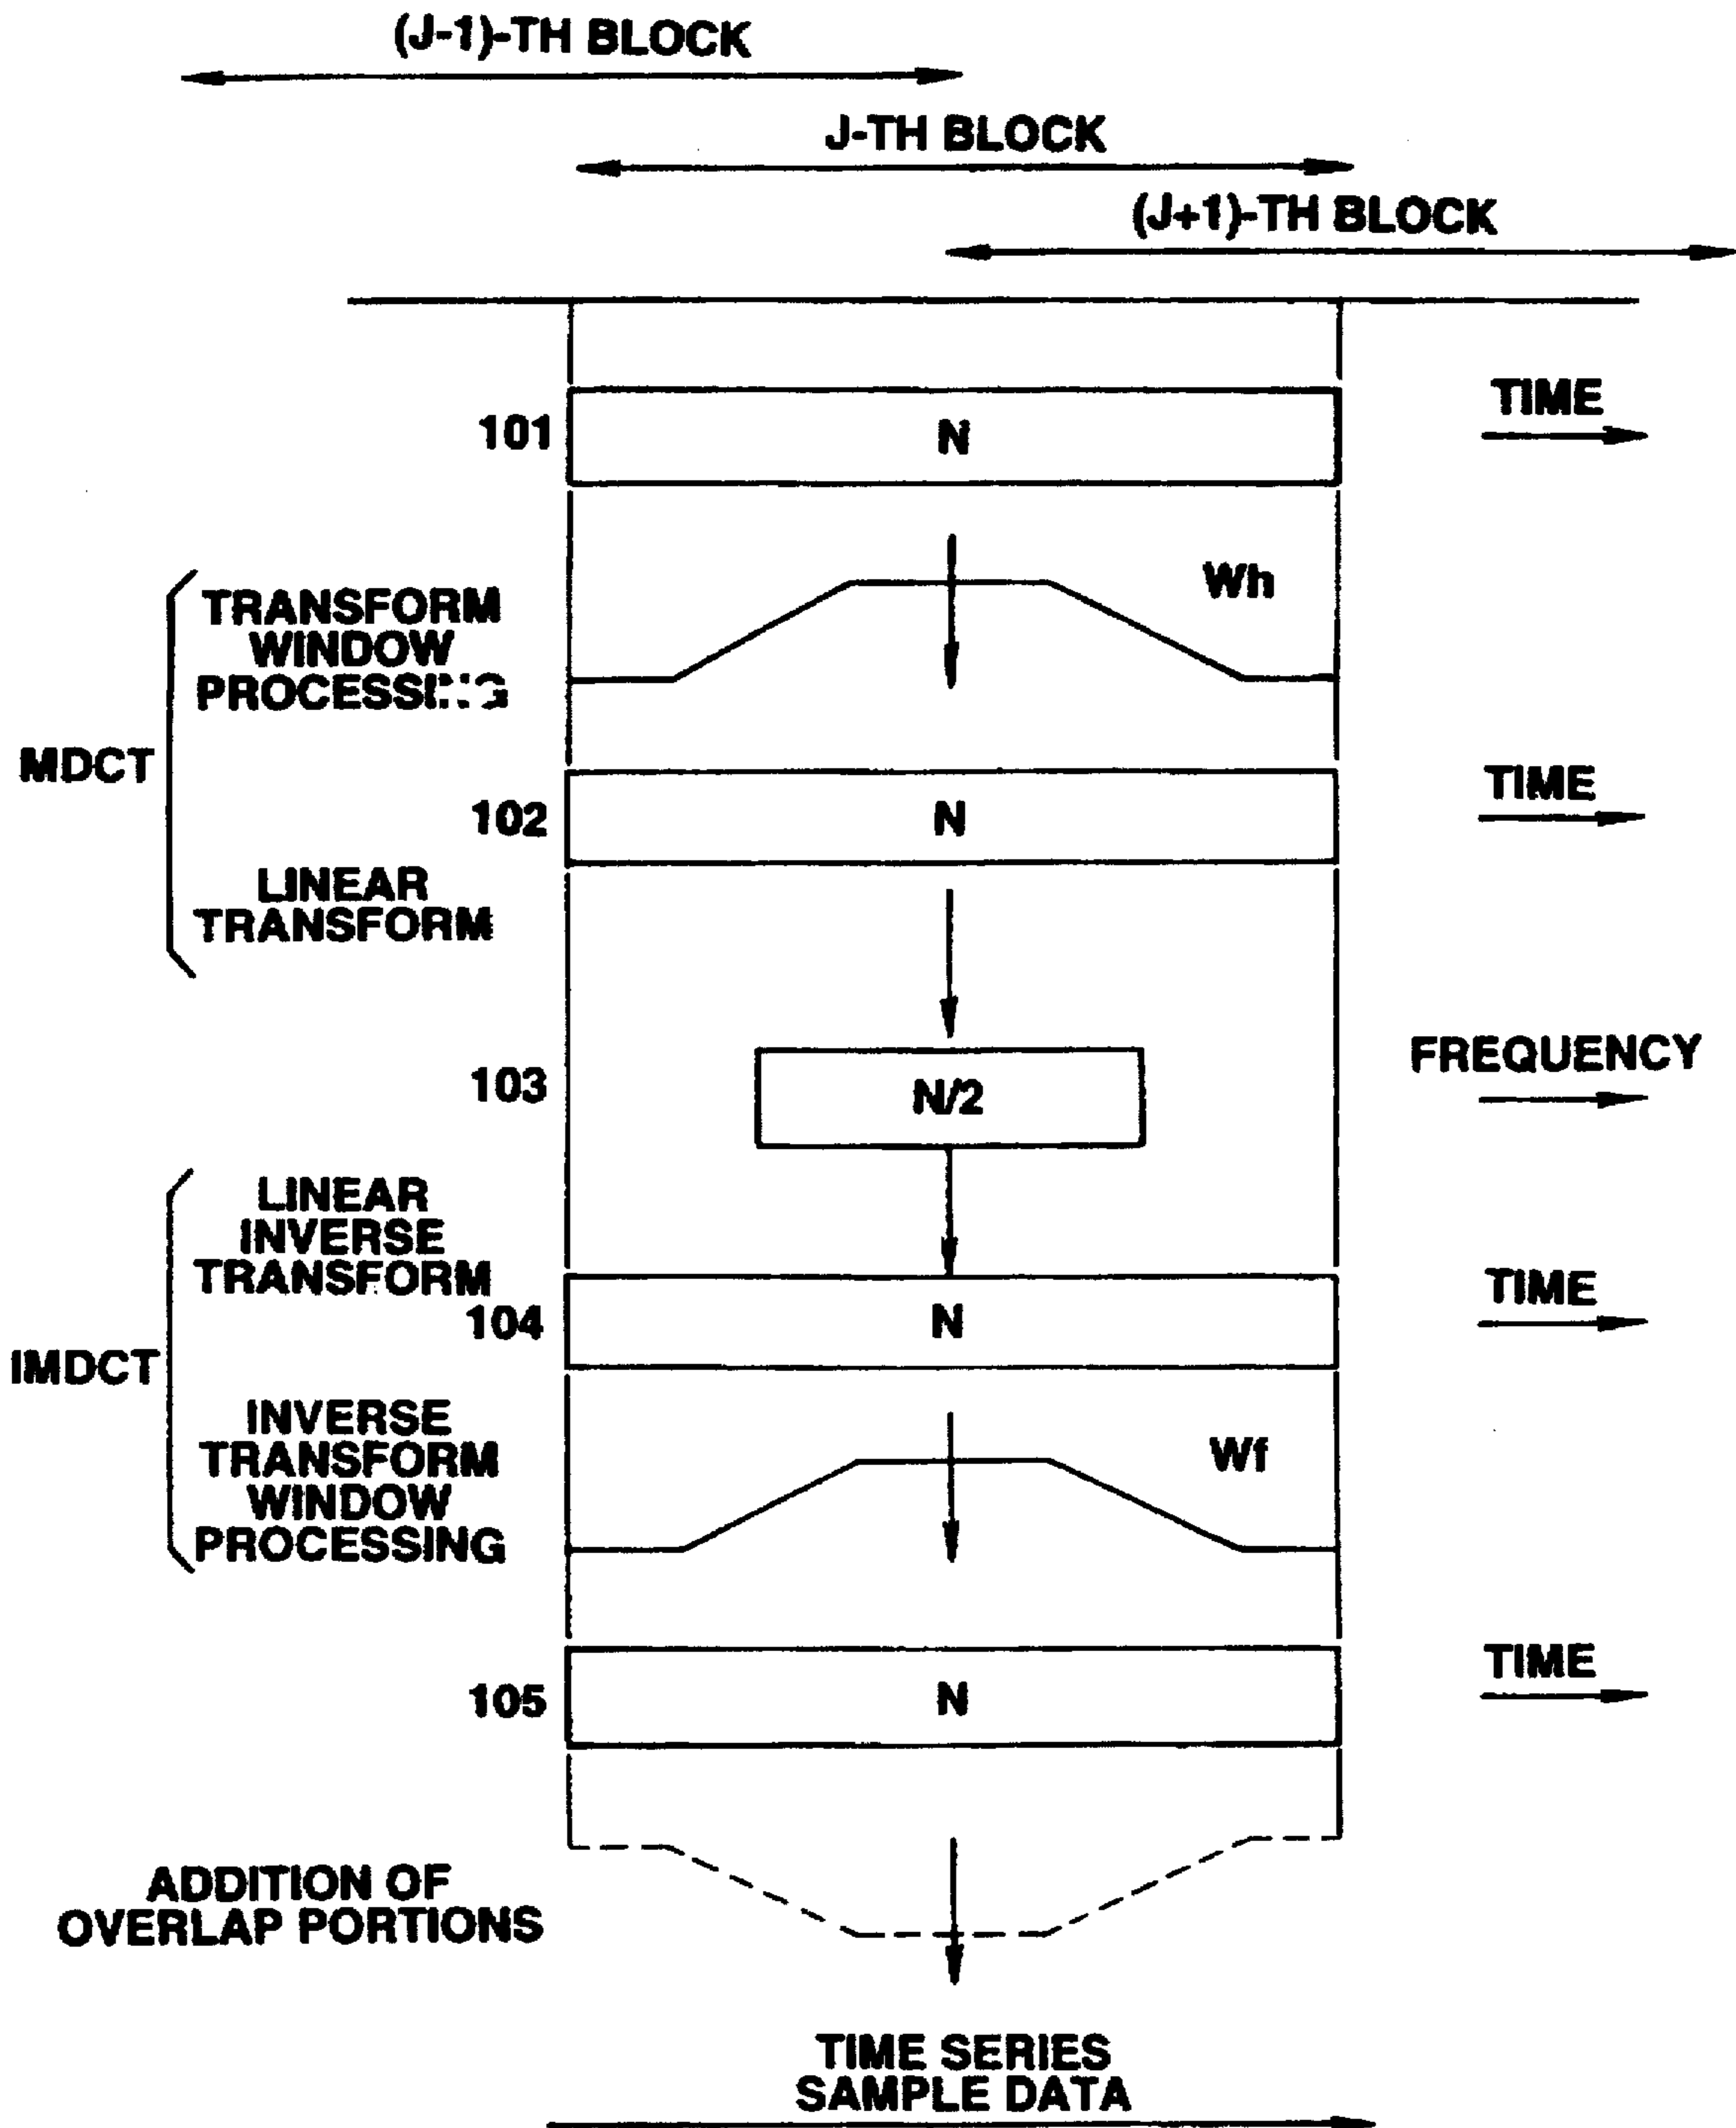 (J-1)-TH BLOCK
J-TH BLOCK
(J+1)-TH BLOCK
101
N
TIME
Wh
TRANSFORM
WINDOW
PROCESSING
MDCT
102
N
TIME
LINEAR
TRANSFORM
103
N/2
FREQUENCY
LINEAR
INVERSE
TRANSFORM
104
N
TIME
IMDCT
INVERSE
TRANSFORM
WINDOW
PROCESSING
Wf
105
N
TIME
ADDITION OF
OVERLAP PORTIONS
TIME SERIES
SAMPLE DATA